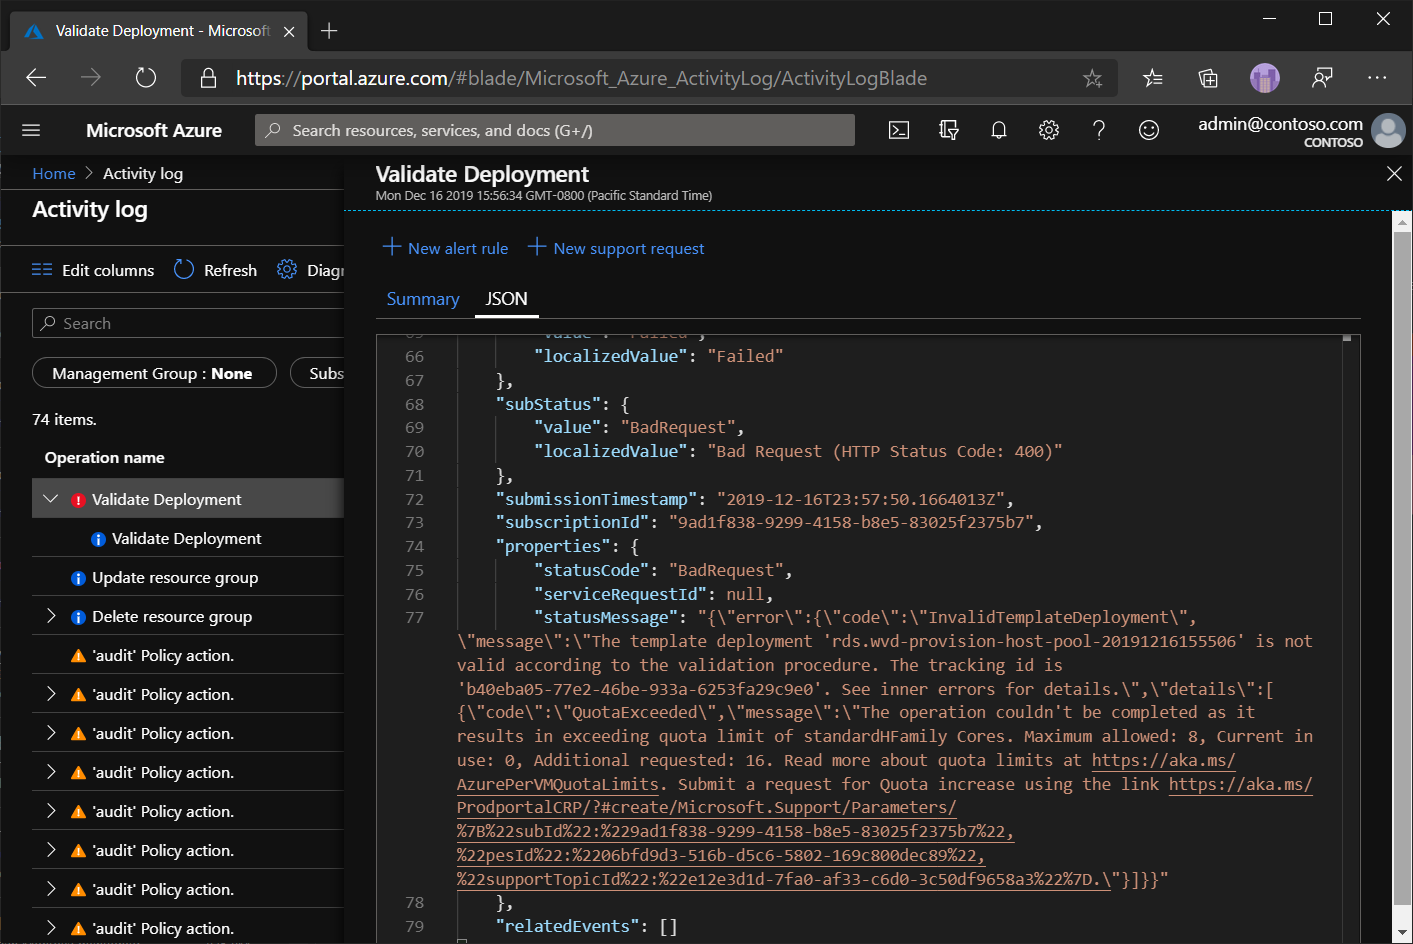 Validate Deployment - Microsoft
https://portal.azure.com/#blade/Microsoft_Azure_ActivityLog/ActivityLogBlade
Microsoft Azure
Search resources, services, and docs (G+/)
admin@contoso.com
CONTOSO
Home > Activity log
Activity log
Edit columns
Refresh
Diagr
Search
Management Group : None
Subs
74 items.
Operation name
Validate Deployment
Validate Deployment
Update resource group
Delete resource group
'audit' Policy action.
'audit' Policy action.
'audit' Policy action.
'audit' Policy action.
'audit' Policy action.
'audit' Policy action.
'audit' Policy action.
'audit' Policy action.
Validate Deployment
Mon Dec 16 2019 15:56:34 GMT-0800 (Pacific Standard Time)
New alert rule
New support request
Summary
JSON
65 "value": "Failed",
66 "localizedValue": "Failed"
67 },
68 "subStatus": {
69 "value": "BadRequest",
70 "localizedValue": "Bad Request (HTTP Status Code: 400)"
71 },
72 "submissionTimestamp": "2019-12-16T23:57:50.1664013Z",
73 "subscriptionId": "9ad1f838-9299-4158-b8e5-83025f2375b7",
74 "properties": {
75 "statusCode": "BadRequest",
76 "serviceRequestId": null,
77 "statusMessage": "{\"error\":{\"code\":\"InvalidTemplateDeployment\",
\"message\":\"The template deployment 'rds.wvd-provision-host-pool-20191216155506' is not
valid according to the validation procedure. The tracking id is
'b40eba05-77e2-46be-933a-6253fa29c9e0'. See inner errors for details.\",\"details\":[
{\"code\":\"QuotaExceeded\",\"message\":\"The operation couldn't be completed as it
results in exceeding quota limit of standardHFamily Cores. Maximum allowed: 8, Current in
use: 0, Additional requested: 16. Read more about quota limits at https://aka.ms/
AzurePerVMQuotaLimits. Submit a request for Quota increase using the link https://aka.ms/
ProdportalCRP/?#create/Microsoft.Support/Parameters/
%7B%22subId%22:%229ad1f838-9299-4158-b8e5-83025f2375b7%22,
%22pesId%22:%2206bfd9d3-516b-d5c6-5802-169c800dec89%22,
%22supportTopicId%22:%22e12e3d1d-7fa0-af33-c6d0-3c50df9658a3%22%7D.\"}]}}"
78 },
79 "relatedEvents": []